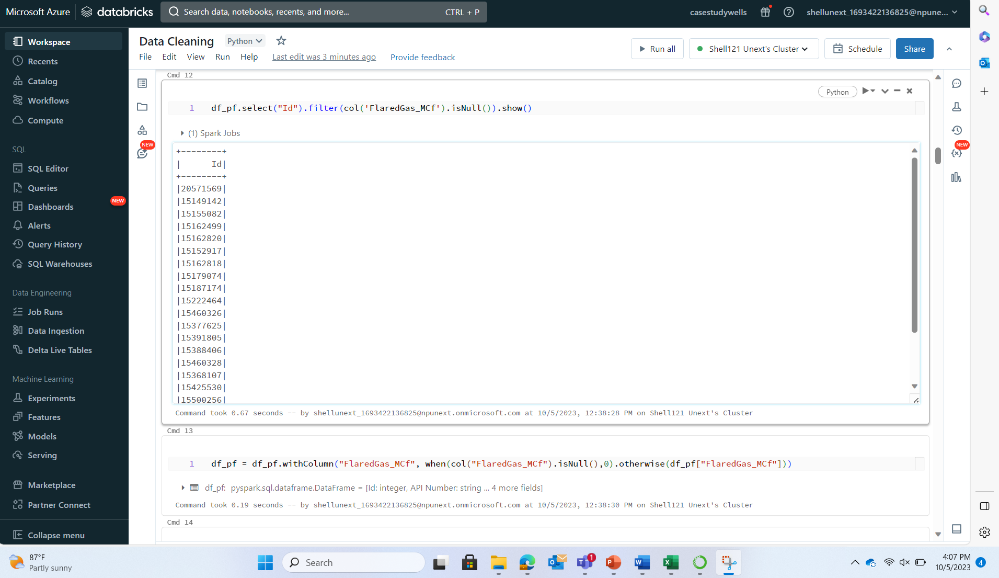 Microsoft Azure
databricks
Search data, notebooks, recents, and more...
CTRL + P
casestudywells
shellunext_1693422136825@npune...
Workspace
Recents
Catalog
Workflows
Compute
SQL
SQL Editor
Queries
Dashboards
NEW
Alerts
Query History
SQL Warehouses
Data Engineering
Job Runs
Data Ingestion
Delta Live Tables
Machine Learning
Experiments
Features
Models
Serving
Marketplace
Partner Connect
Collapse menu
Data Cleaning
Python
File
Edit
View
Run
Help
Last edit was 3 minutes ago
Provide feedback
Run all
Shell121 Unext's Cluster
Schedule
Share
NEW
NEW
Cmd 12
Python
1 df_pf.select("Id").filter(col('FlaredGas_MCf').isNull()).show()
(1) Spark Jobs
+--------+
|      Id|
+--------+
|20571569|
|15149142|
|15155082|
|15162499|
|15162820|
|15152917|
|15162818|
|15179074|
|15187174|
|15222464|
|15460326|
|15377625|
|15391805|
|15388406|
|15460328|
|15368107|
|15425530|
|15500256|
Command took 0.67 seconds -- by shellunext_1693422136825@npunext.onmicrosoft.com at 10/5/2023, 12:38:28 PM on Shell121 Unext's Cluster
Cmd 13
1 df_pf = df_pf.withColumn("FlaredGas_MCf", when(col("FlaredGas_MCf").isNull(),0).otherwise(df_pf["FlaredGas_MCf"]))
df_pf: pyspark.sql.dataframe.DataFrame = [Id: integer, API Number: string ... 4 more fields]
Command took 0.19 seconds -- by shellunext_1693422136825@npunext.onmicrosoft.com at 10/5/2023, 12:38:30 PM on Shell121 Unext's Cluster
Cmd 14
87°F
Partly sunny
Search
1
4:07 PM
10/5/2023
4